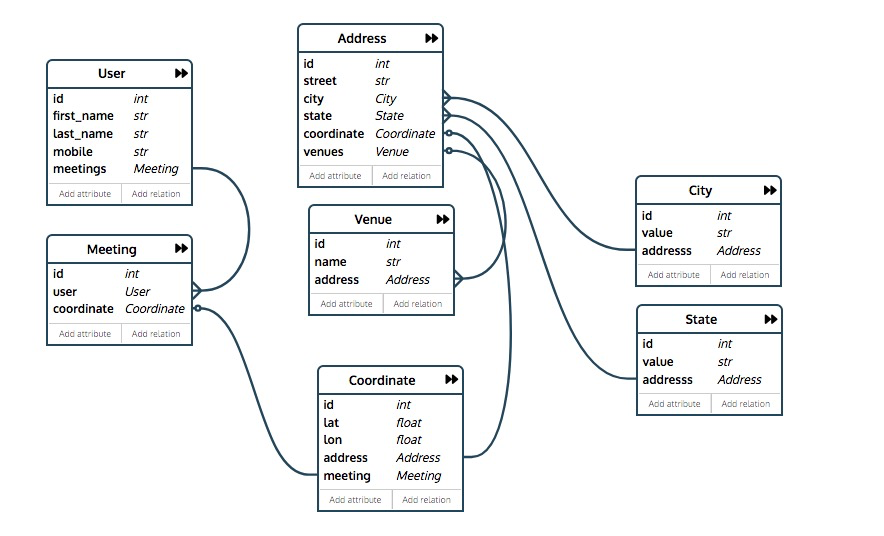 User
id int
first_name str
last_name str
mobile str
meetings Meeting
Add attribute Add relation
Meeting
id int
user User
coordinate Coordinate
Add attribute Add relation
Address
id int
street str
city City
state State
coordinate Coordinate
venues Venue
Add attribute Add relation
Venue
id int
name str
address Address
Add attribute Add relation
Coordinate
id int
lat float
lon float
address Address
meeting Meeting
Add attribute Add relation
City
id int
value str
addresss Address
Add attribute Add relation
State
id int
value str
addresss Address
Add attribute Add relation